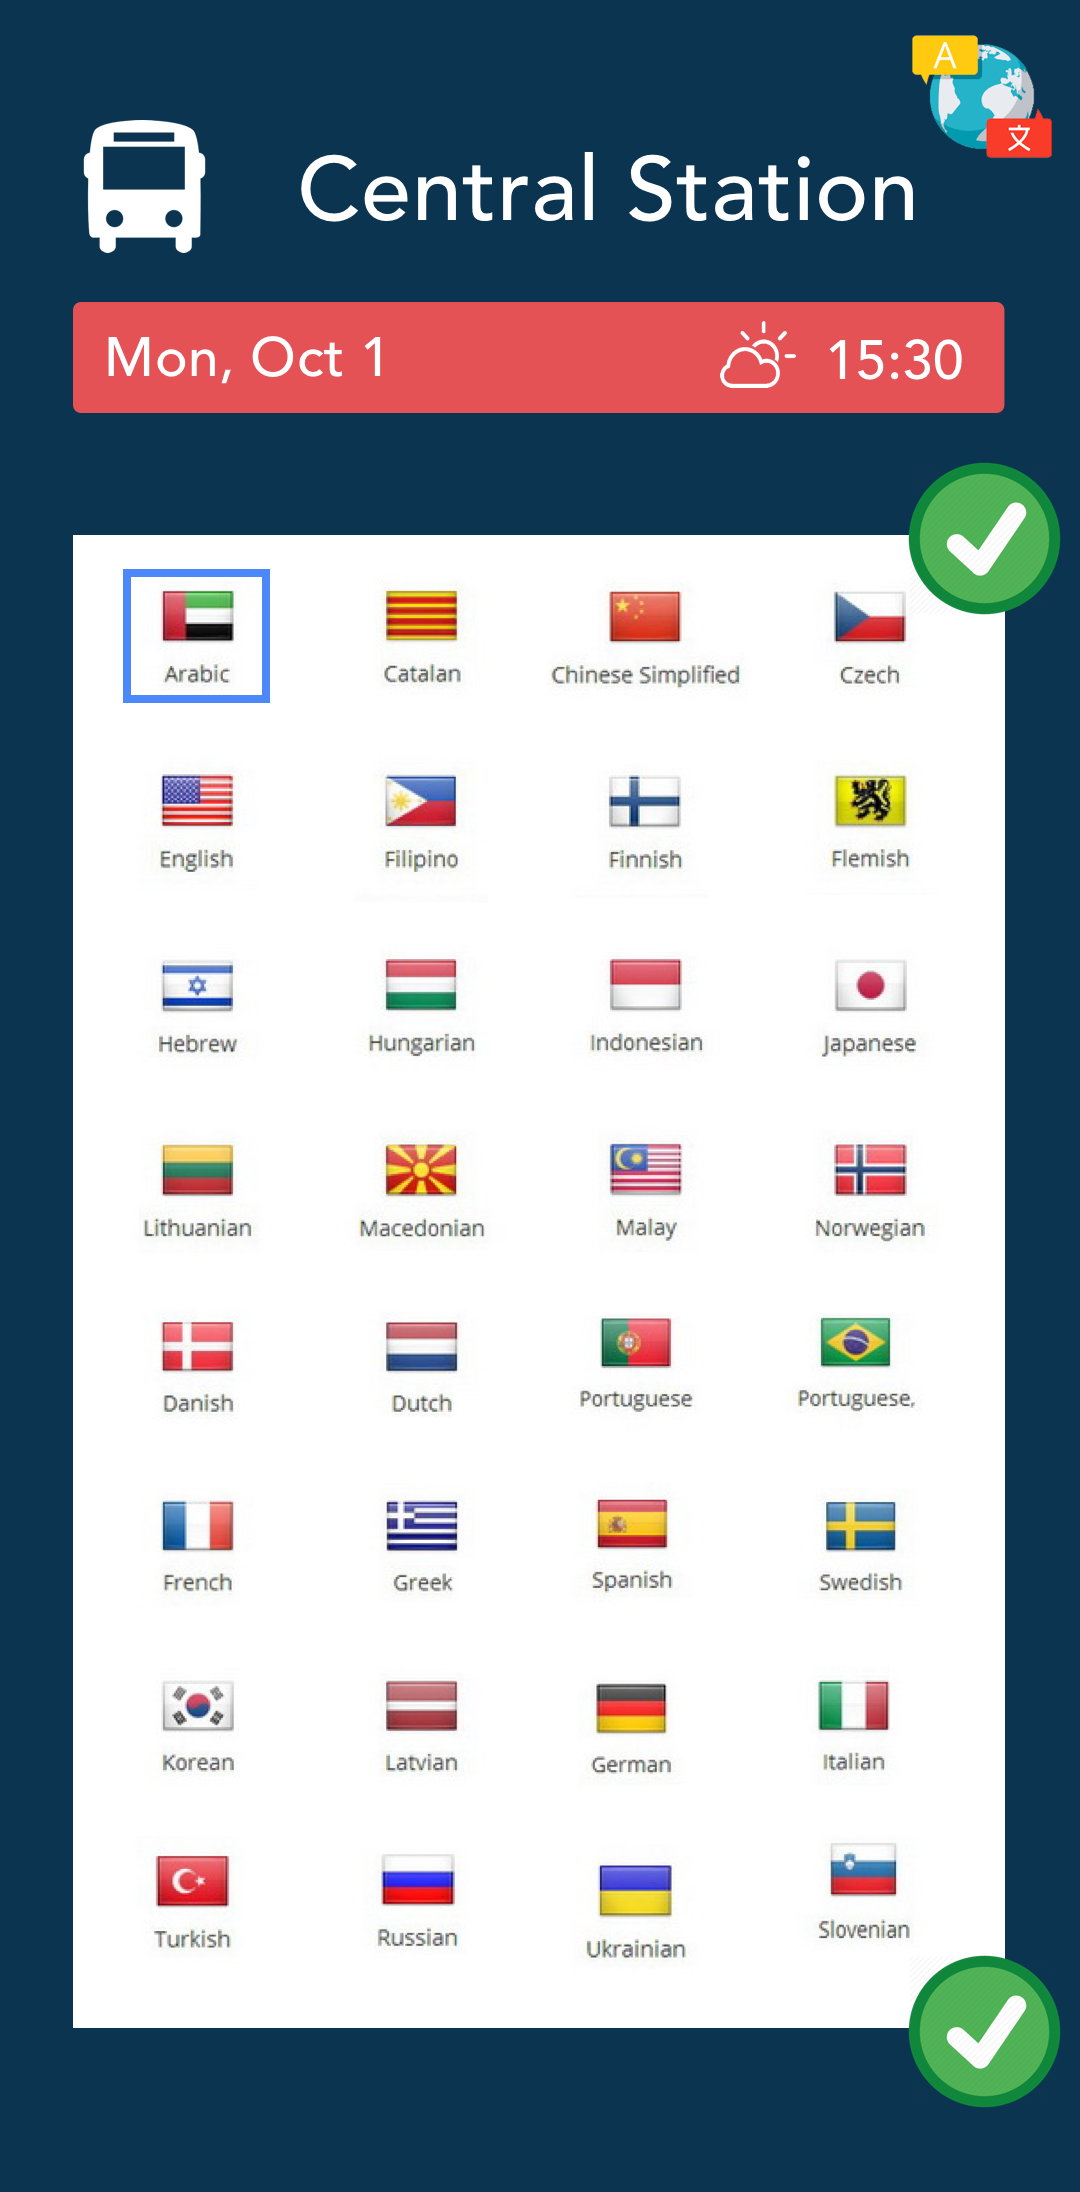 A
文
Central Station
Mon, Oct 1
15:30
Arabic
Catalan
Chinese Simplified
Czech
English
Filipino
Finnish
Flemish
Hebrew
Hungarian
Indonesian
Japanese
Lithuanian
Macedonian
Malay
Norwegian
Danish
Dutch
Portuguese
Portuguese,
French
Greek
Spanish
Swedish
Korean
Latvian
German
Italian
Turkish
Russian
Ukrainian
Slovenian